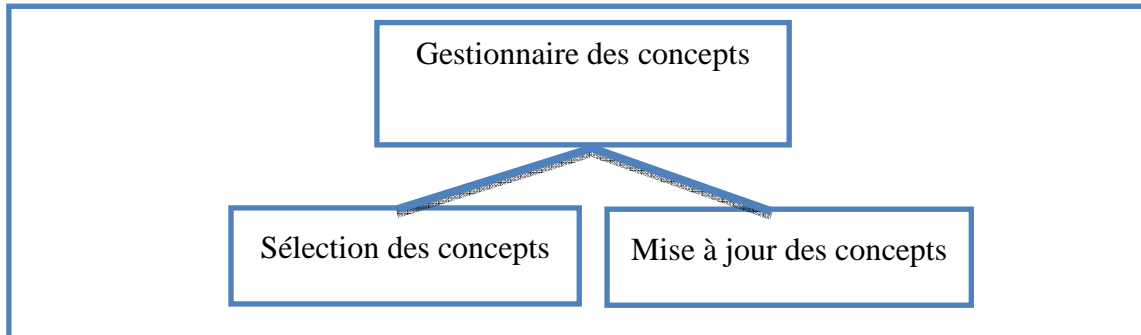 Gestionnaire des concepts
Sélection des concepts
Mise à jour des concepts